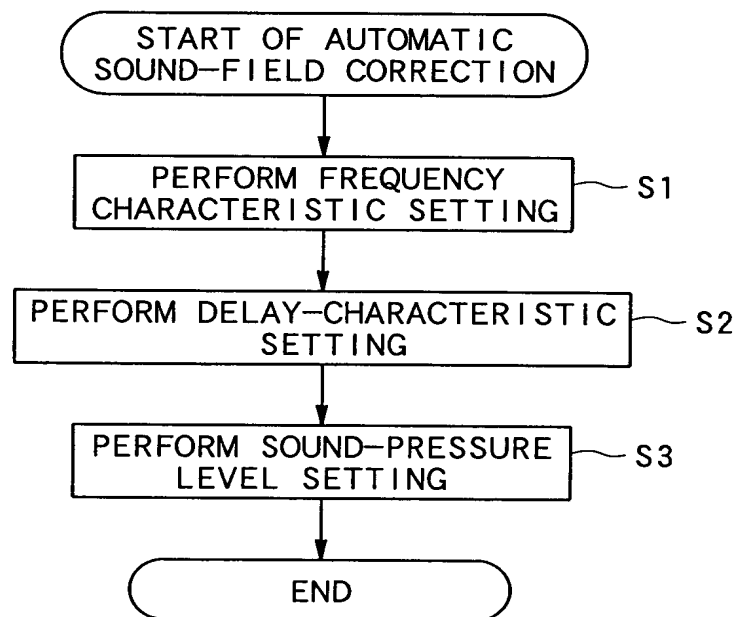 START OF AUTOMATIC
SOUND-FIELD CORRECTION
PERFORM FREQUENCY
CHARACTERISTIC SETTING
S1
PERFORM DELAY-CHARACTERISTIC
SETTING
S2
PERFORM SOUND-PRESSURE
LEVEL SETTING
S3
END